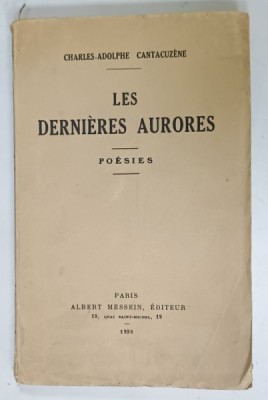 CHARLES-ADOLPHE CANTACUZÈNE
LES
DERNIÈRES AURORES
POÉSIES
PARIS
ALBERT MESSEIN, ÉDITEUR
19, QUAI SAINT-MICHEL, 19